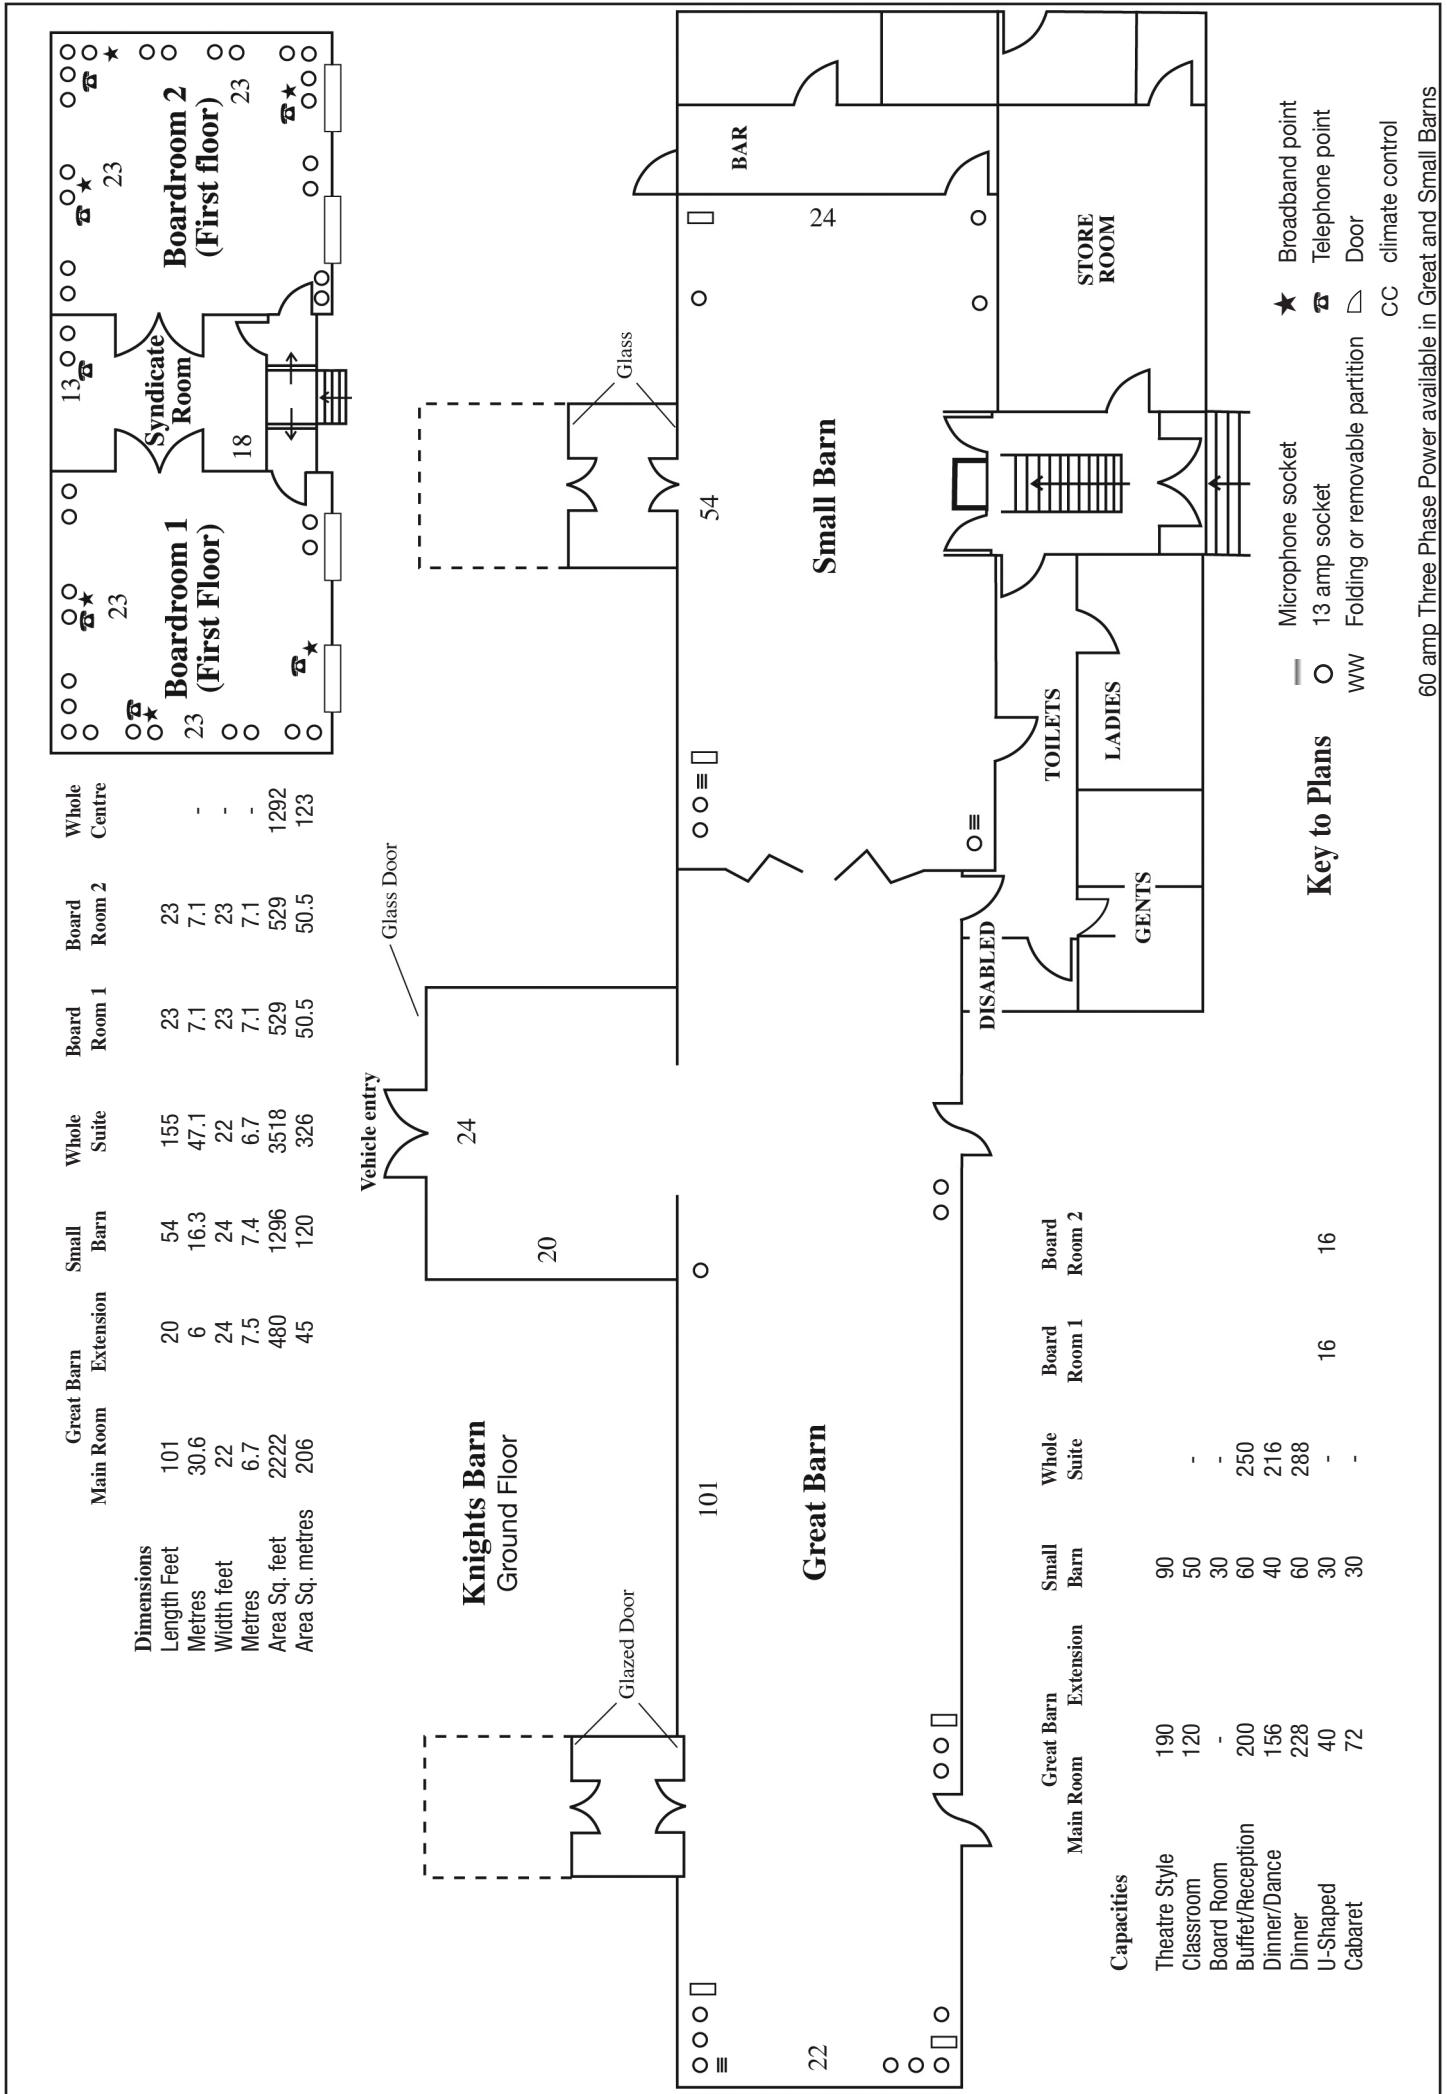 Great Barn Small Whole Board Board Whole
Main Room Extension Barn Suite Room 1 Room 2 Centre
Dimensions
Length Feet 101 20 54 155 23 23
Metres 30.6 6 16.3 47.1 7.1 7.1 -
Width feet 22 24 24 22 23 23 -
Metres 6.7 7.5 7.4 6.7 7.1 7.1 -
Area Sq. feet 2222 480 1296 3518 529 529 1292
Area Sq. metres 206 45 120 326 50.5 50.5 123
Boardroom 1
(First Floor)
23
23
Syndicate
Room
13
18
Boardroom 2
(First floor)
23
23
Knights Barn
Ground Floor
Vehicle entry
Glass Door
Glazed Door
Glass
20
24
101
54
22
24
Great Barn
Small Barn
BAR
STORE
ROOM
DISABLED
TOILETS
LADIES
GENTS
Great Barn Small Whole Board Board
Main Room Extension Barn Suite Room 1 Room 2
Capacities
Theatre Style 190 90
Classroom 120 50 -
Board Room - 30 -
Buffet/Reception 200 60 250
Dinner/Dance 156 40 216
Dinner 228 60 288
U-Shaped 40 30 - 16 16
Cabaret 72 30 -
Key to Plans
Microphone socket
13 amp socket
WW Folding or removable partition
Broadband point
Telephone point
Door
CC climate control
60 amp Three Phase Power available in Great and Small Barns